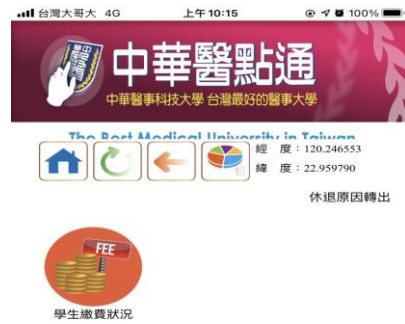 台灣大哥大 4G 上午10:15 100%
中華醫點通
中華醫事科技大學 台灣最好的醫事大學
The Best Medical University in Taiwan
經 度：120.246553
緯 度：22.959790
休退原因轉出
FEE
學生繳費狀況